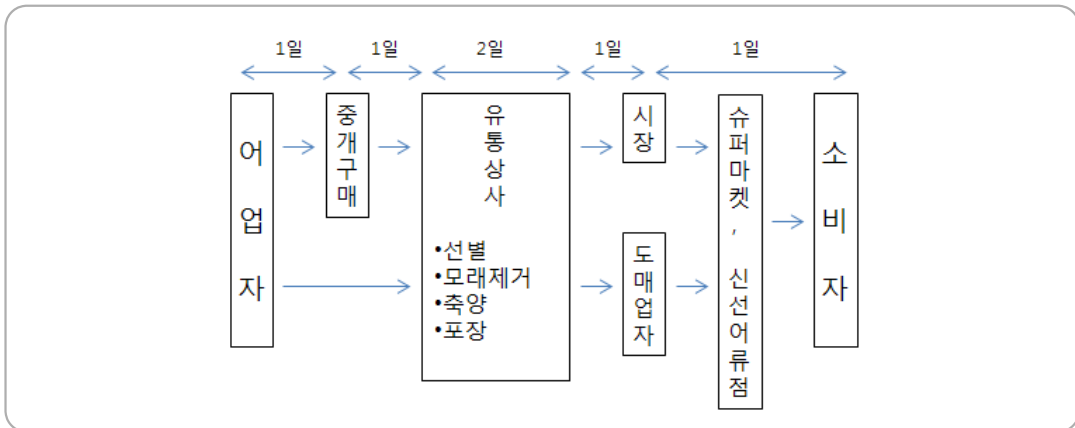 1일
1일
2일
1일
1일
어업자
중개구매
유통상사
•선별
•모래제거
•축양
•포장
시장
도매업자
슈퍼마켓, 신선어류점
소비자